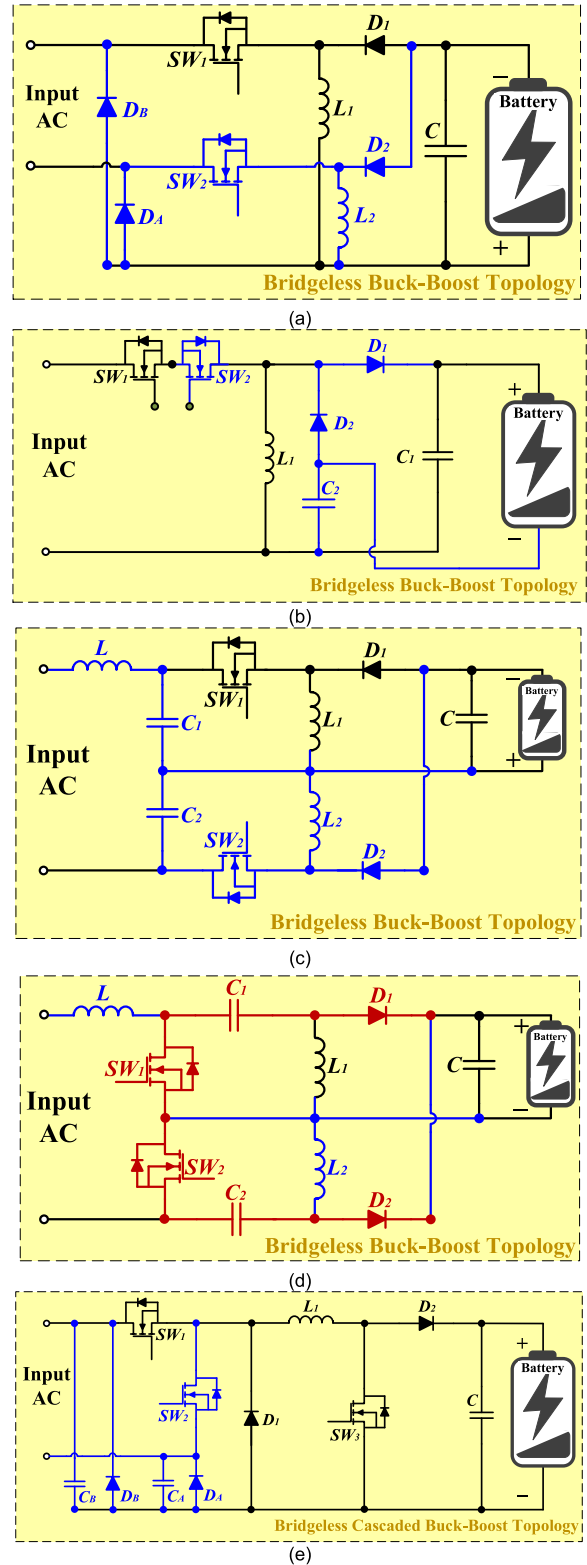 D1
SW1
Input
AC
DB
L1
C
−
Battery
D2
SW2
DA
L2
+
Bridgeless Buck-Boost Topology
(a)
D1
SW1
SW2
+
Battery
Input
AC
L1
D2
C1
C2
−
Bridgeless Buck-Boost Topology
(b)
L
D1
SW1
−
Battery
C1
L1
C
Input
AC
+
C2
L2
SW2
D2
Bridgeless Buck-Boost Topology
(c)
L
C1
D1
+
Battery
SW1
L1
C
Input
AC
−
SW2
L2
C2
D2
Bridgeless Buck-Boost Topology
(d)
L1
D2
SW1
+
Input
AC
Battery
SW2
C
D1
SW3
CB
DB
CA
DA
−
Bridgeless Cascaded Buck-Boost Topology
(e)